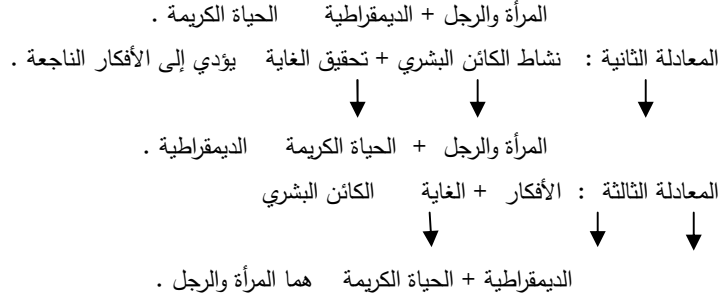 المرأة والرجل + الديمقراطية الحياة الكريمة .
المعادلة الثانية : نشاط الكائن البشري + تحقيق الغاية يؤدي إلى الأفكار الناجعة .
المرأة والرجل + الحياة الكريمة الديمقراطية .
المعادلة الثالثة : الأفكار + الغاية الكائن البشري
الديمقراطية + الحياة الكريمة هما المرأة والرجل .